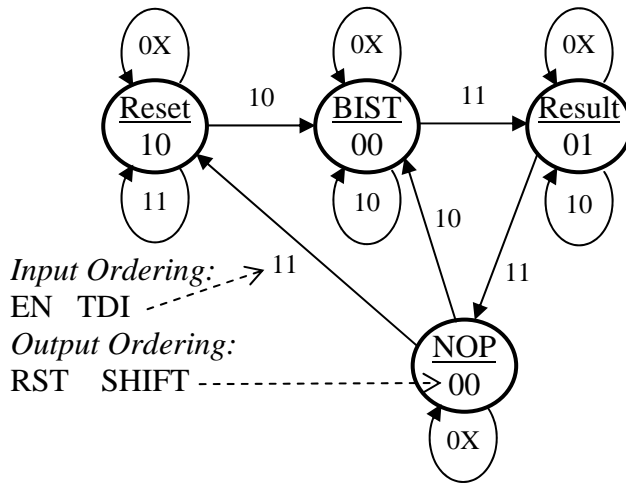 0X 0X 0X
Reset 10 BIST 11 Result
10 00 01
11 10 10
10
Input Ordering: 11 11
EN TDI
Output Ordering: NOP
RST SHIFT 00
0X